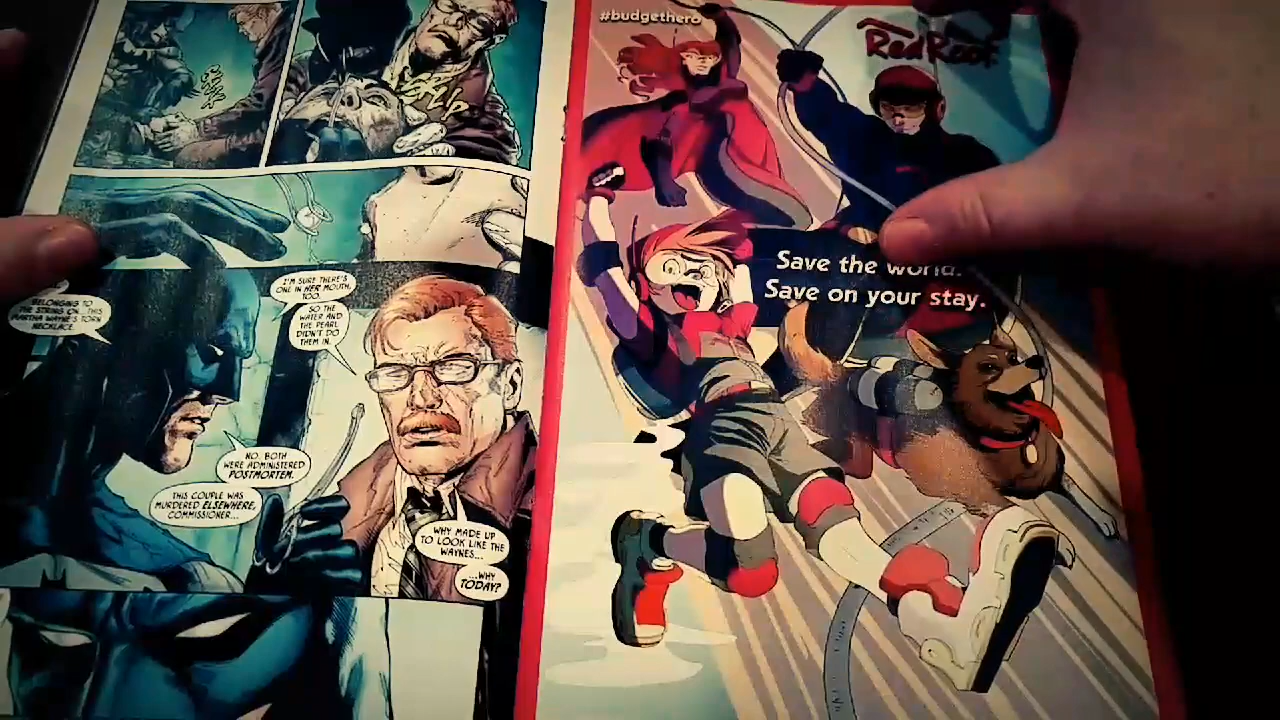 BELONGING TO
THE STRING ON... THIS
MARTHA WAYNE'S TORN
NECKLACE.
I'M SURE THERE'S
ONE IN HER MOUTH,
TOO.
SO THE
WATER AND
THE PEARL
DIDN'T DO
THEM IN.
NO. BOTH
WERE ADMINISTERED
POSTMORTEM.
THIS COUPLE WAS
MURDERED ELSEWHERE,
COMMISSIONER...
WHY MADE UP
TO LOOK LIKE THE
WAYNES...
...WHY
TODAY?
#budgethero
Red Roof
Save the world.
Save on your stay.